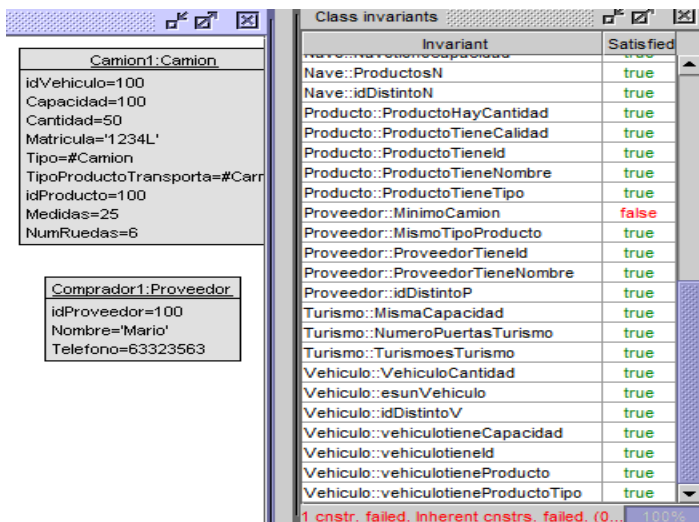 Camion1:Camion
idVehiculo=100
Capacidad=100
Cantidad=50
Matricula='1234L'
Tipo=#Camion
TipoProductoTransporta=#Carr
idProducto=100
Medidas=25
NumRuedas=6
Comprador1:Proveedor
idProveedor=100
Nombre='Mario'
Telefono=63323563
Class invariants
Invariant Satisfied
Nave::ProductosN true
Nave::idDistintoN true
Producto::ProductoHayCantidad true
Producto::ProductoTieneCalidad true
Producto::ProductoTieneId true
Producto::ProductoTieneNombre true
Producto::ProductoTieneTipo true
Proveedor::MinimoCamion false
Proveedor::MismoTipoProducto true
Proveedor::ProveedorTieneId true
Proveedor::ProveedorTieneNombre true
Proveedor::idDistintoP true
Turismo::MismaCapacidad true
Turismo::NumeroPuertasTurismo true
Turismo::TurismoesTurismo true
Vehiculo::VehiculoCantidad true
Vehiculo::esunVehiculo true
Vehiculo::idDistintoV true
Vehiculo::vehiculotieneCapacidad true
Vehiculo::vehiculotieneId true
Vehiculo::vehiculotieneProducto true
Vehiculo::vehiculotieneProductoTipo true
1 cnstr. failed. Inherent cnstrs. failed. (0... 100%